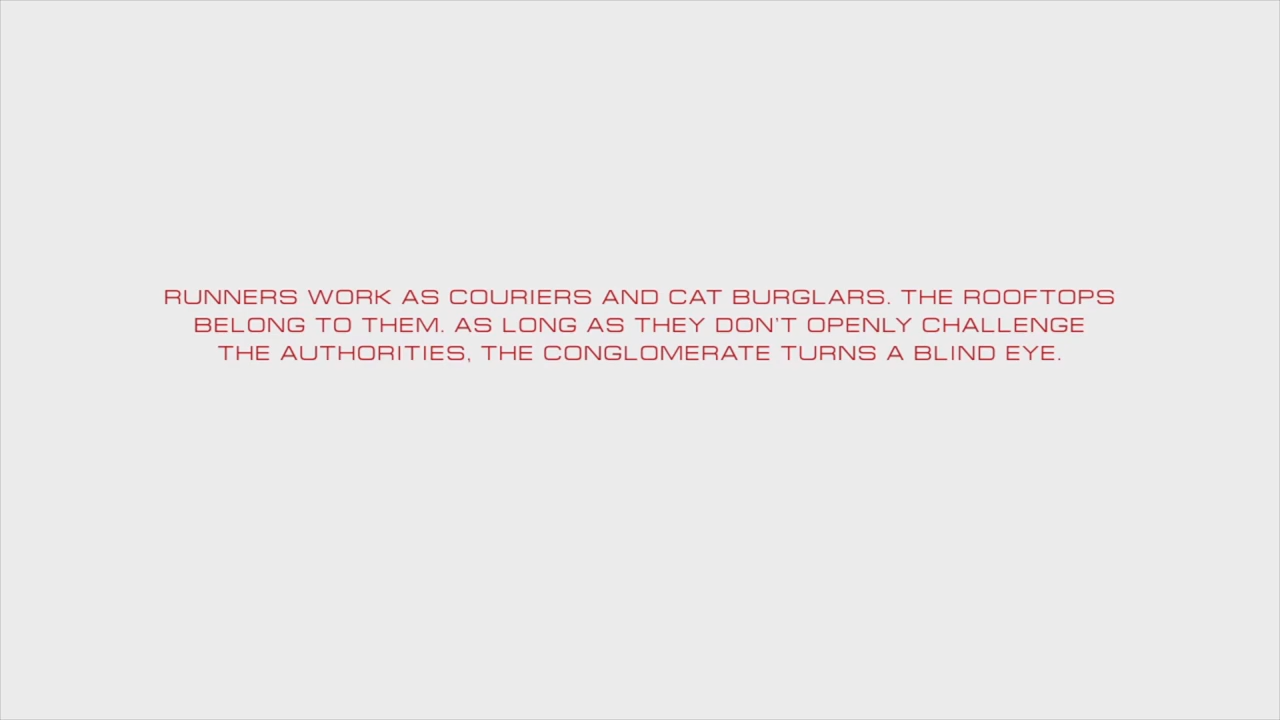 RUNNERS WORK AS COURIERS AND CAT BURGLARS. THE ROOFTOPS
BELONG TO THEM. AS LONG AS THEY DON'T OPENLY CHALLENGE
THE AUTHORITIES, THE CONGLOMERATE TURNS A BLIND EYE.